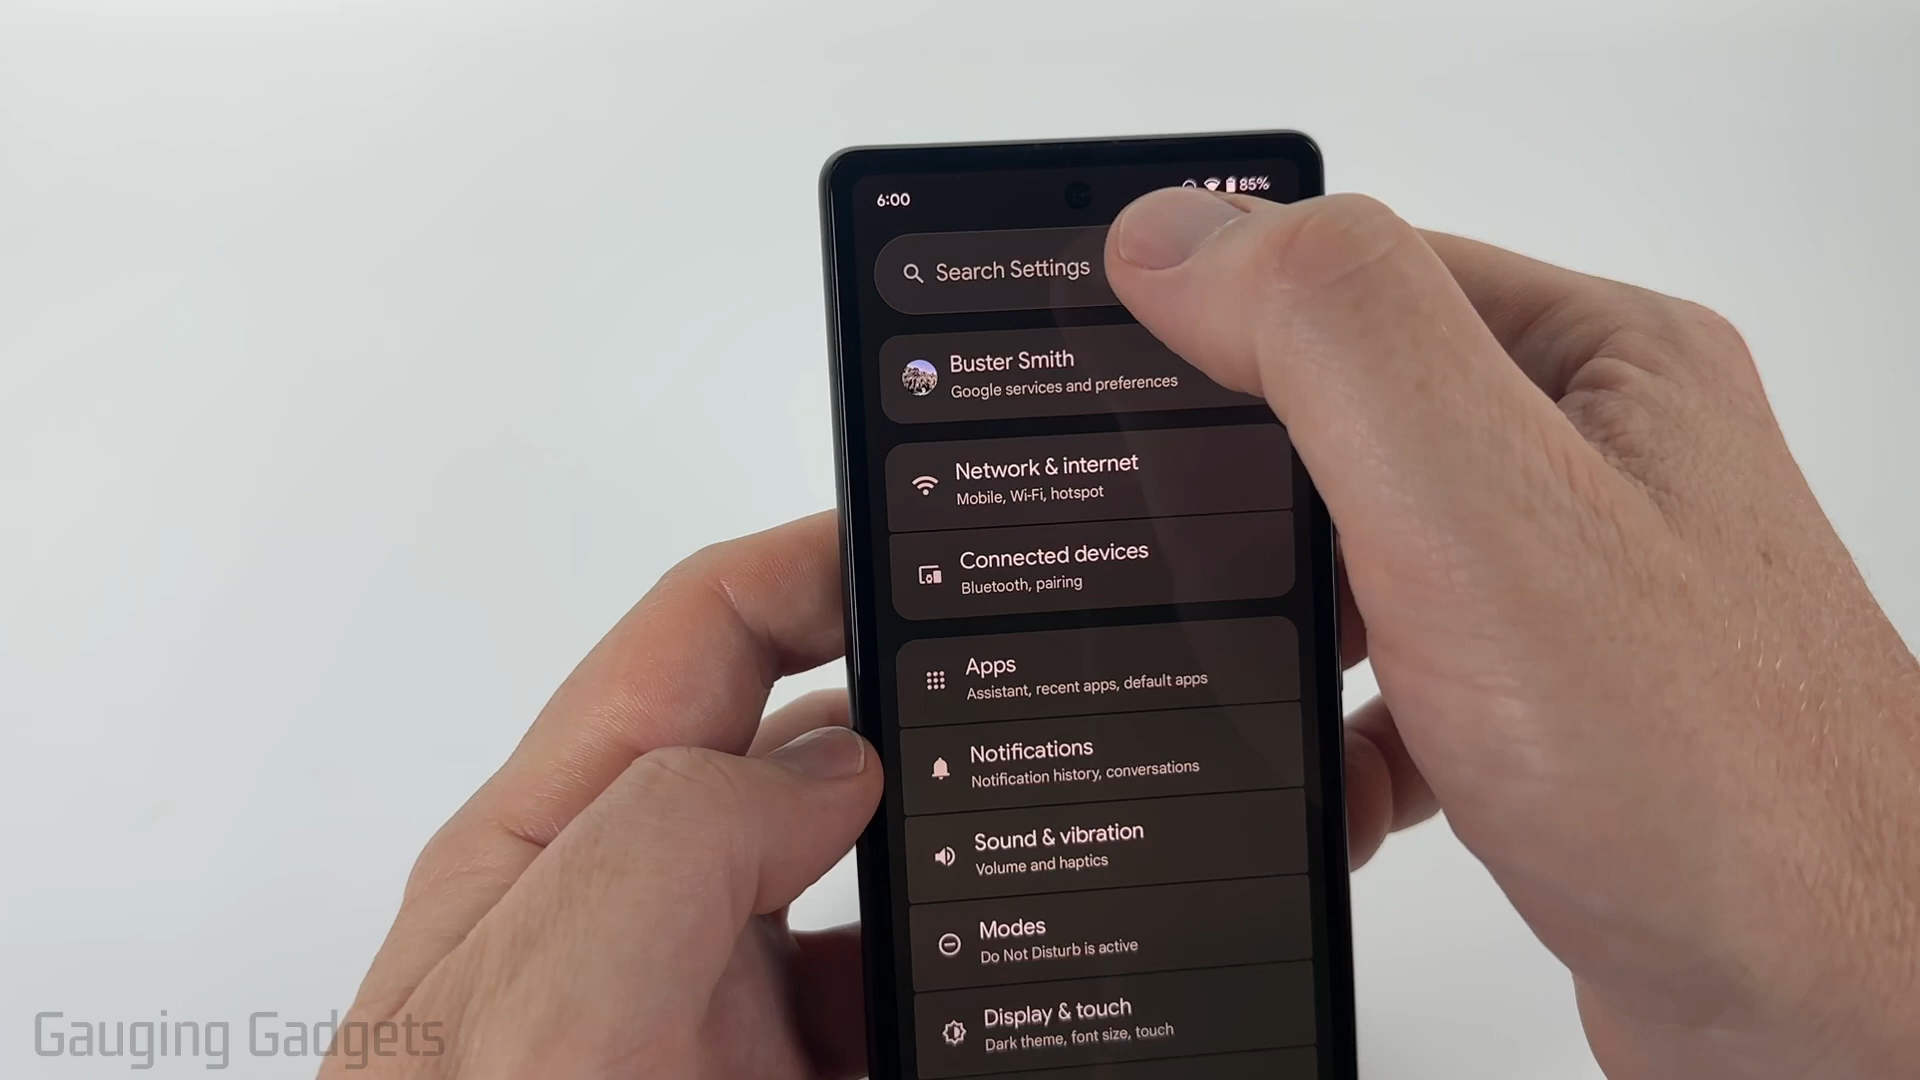 6:00
85%
Search Settings
Buster Smith
Google services and preferences
Network & internet
Mobile, Wi-Fi, hotspot
Connected devices
Bluetooth, pairing
Apps
Assistant, recent apps, default apps
Notifications
Notification history, conversations
Sound & vibration
Volume and haptics
Modes
Do Not Disturb is active
Display & touch
Dark theme, font size, touch
Gauging Gadgets